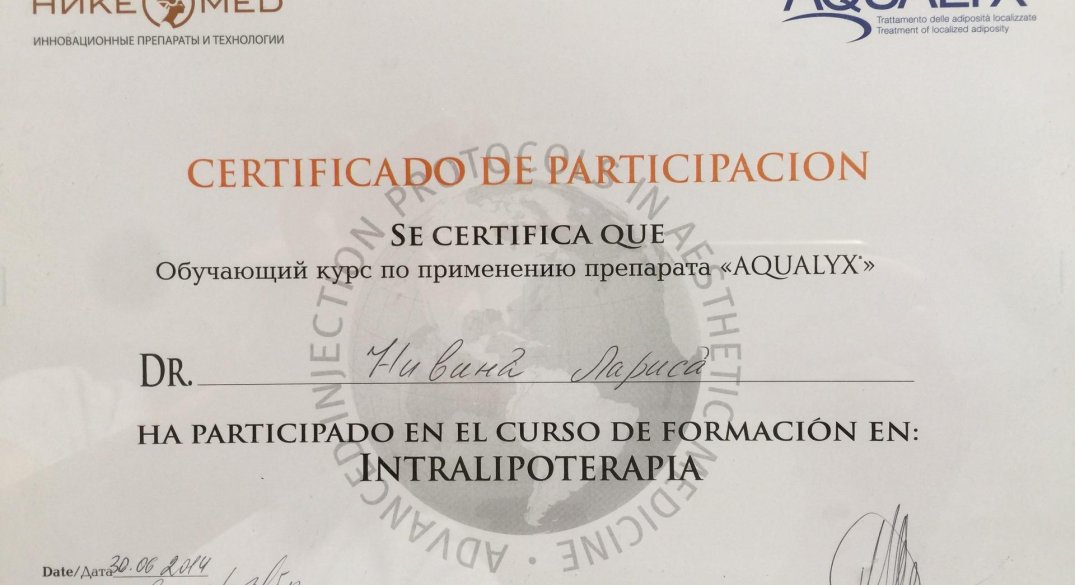 НИКЕ МЕD
ИННОВАЦИОННЫЕ ПРЕПАРАТЫ И ТЕХНОЛОГИИ
AQUALYX
Trattamento delle adiposità localizzate
Treatment of localized adiposity
CERTIFICADO DE PARTICIPACION
SE CERTIFICA QUE
Обучающий курс по применению препарата «AQUALYX®»
DR. Нивина Лариса
HA PARTICIPADO EN EL CURSO DE FORMACIÓN EN:
INTRALIPOTERAPIA
ADVANCED INJECTION PROTOCOLS IN AESTHETIC MEDICINE •
Date/Дата 30.06 2014